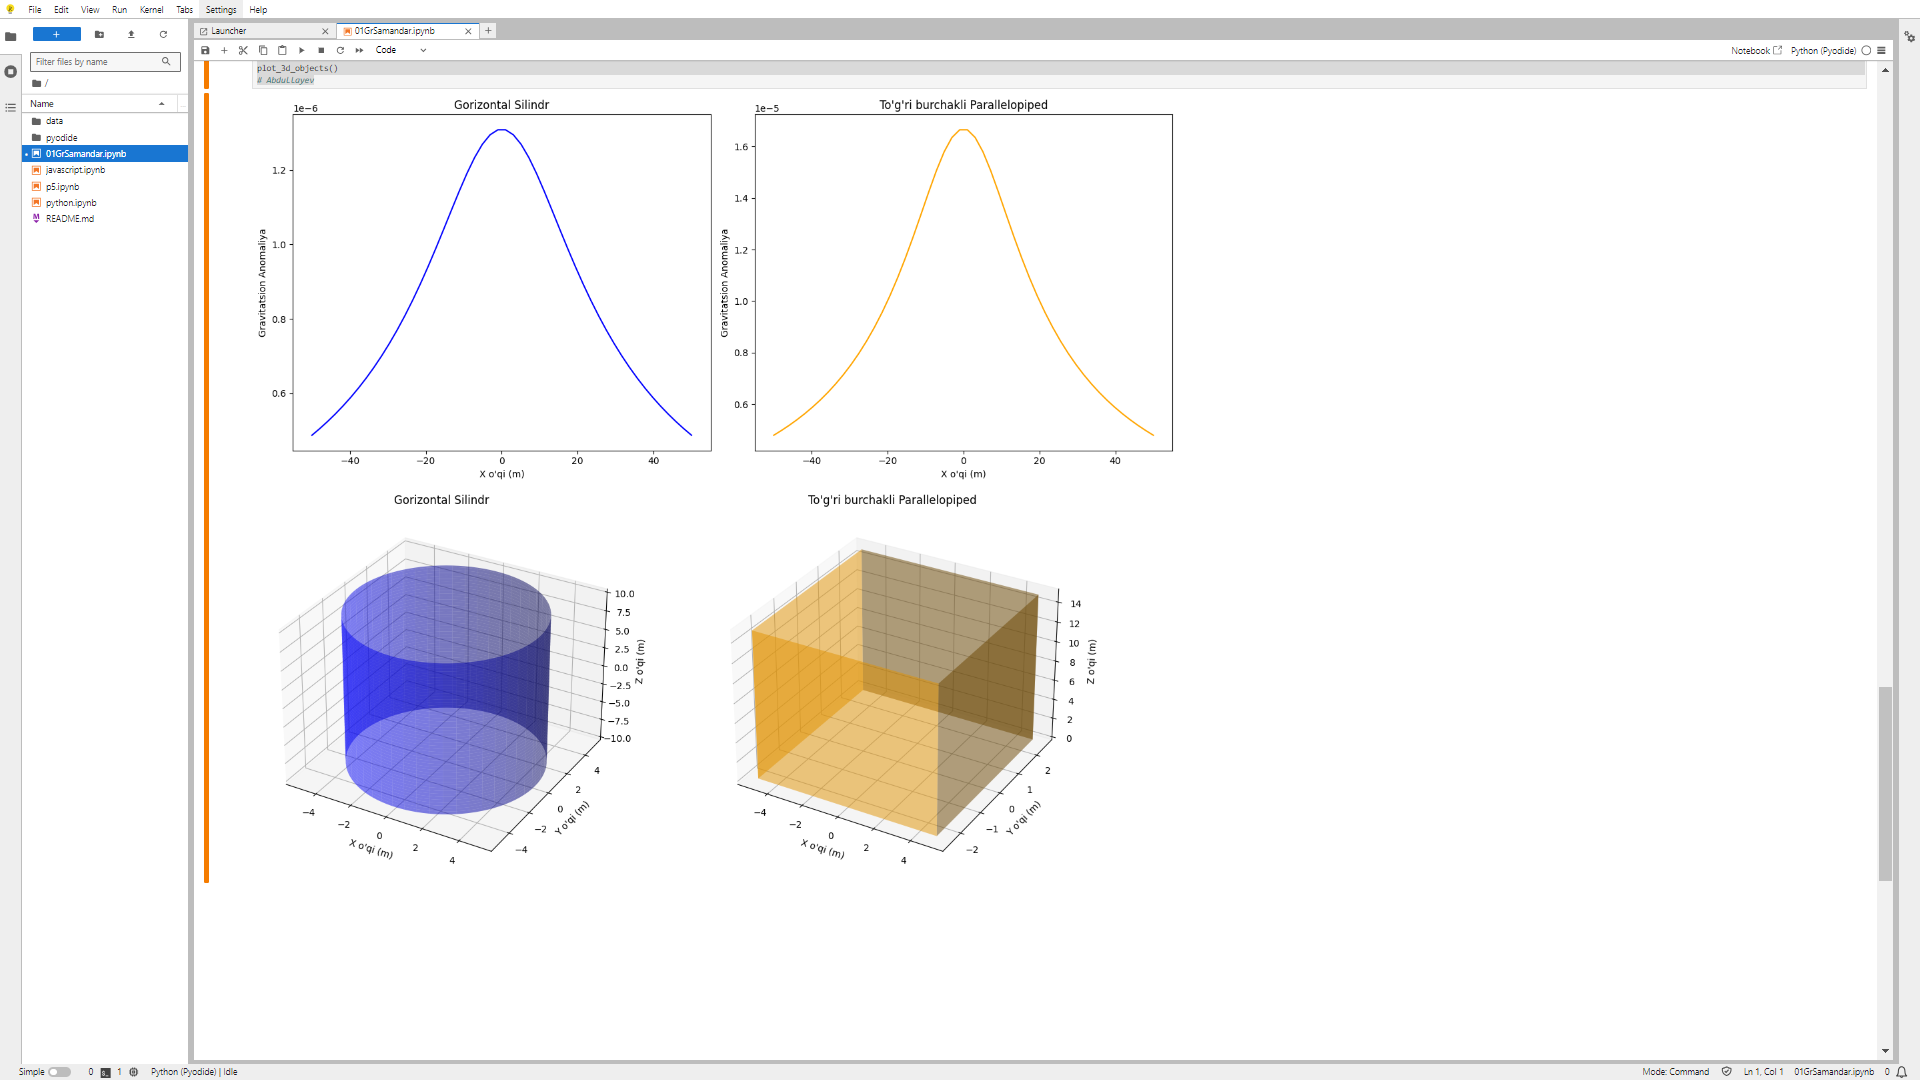 File Edit View Run Kernel Tabs Settings Help
Launcher
01GrSamandar.ipynb
Code
Notebook
Python (Pyodide)
Filter files by name
/
Name
data
pyodide
01GrSamandar.ipynb
javascript.ipynb
p5.ipynb
python.ipynb
README.md
plot_3d_objects()
# Abdullayev
Gorizontal Silindr
1e−6
1.2
1.0
0.8
0.6
Gravitatsion Anomaliya
−40 −20 0 20 40
X o'qi (m)
To'g'ri burchakli Parallelopiped
1e−5
1.6
1.4
1.2
1.0
0.8
0.6
Gravitatsion Anomaliya
−40 −20 0 20 40
X o'qi (m)
Gorizontal Silindr
10.0
7.5
5.0
2.5
0.0
−2.5
−5.0
−7.5
−10.0
Z o'qi (m)
4
2
0
−2
−4
Y o'qi (m)
−4 −2 0 2 4
X o'qi (m)
To'g'ri burchakli Parallelopiped
14
12
10
8
6
4
2
0
Z o'qi (m)
2
1
0
−1
−2
Y o'qi (m)
−4 −2 0 2 4
X o'qi (m)
Simple 0 1 Python (Pyodide) | Idle
Mode: Command Ln 1, Col 1 01GrSamandar.ipynb 0